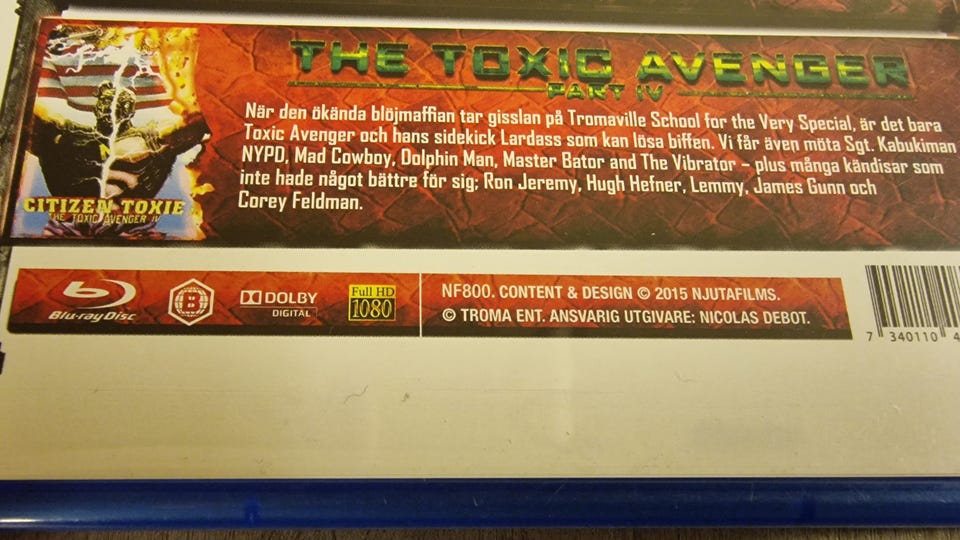 THE TOXIC AVENGER
PART IV
När den ökända blöjmaffian tar gisslan på Tromaville School for the Very Special, är det bara
Toxic Avenger och hans sidekick Lardass som kan lösa biffen. Vi får även möta Sgt. Kabukiman
NYPD, Mad Cowboy, Dolphin Man, Master Bator and The Vibrator – plus många kändisar som
inte hade något bättre för sig: Ron Jeremy, Hugh Hefner, Lemmy, James Gunn och
Corey Feldman.
CITIZEN TOXIE
THE TOXIC AVENGER IV
Blu-ray Disc
B
DOLBY
DIGITAL
Full HD
1080
NF800. CONTENT & DESIGN © 2015 NJUTAFILMS.
© TROMA ENT. ANSVARIG UTGIVARE: NICOLAS DEBOT.
7 340110 4